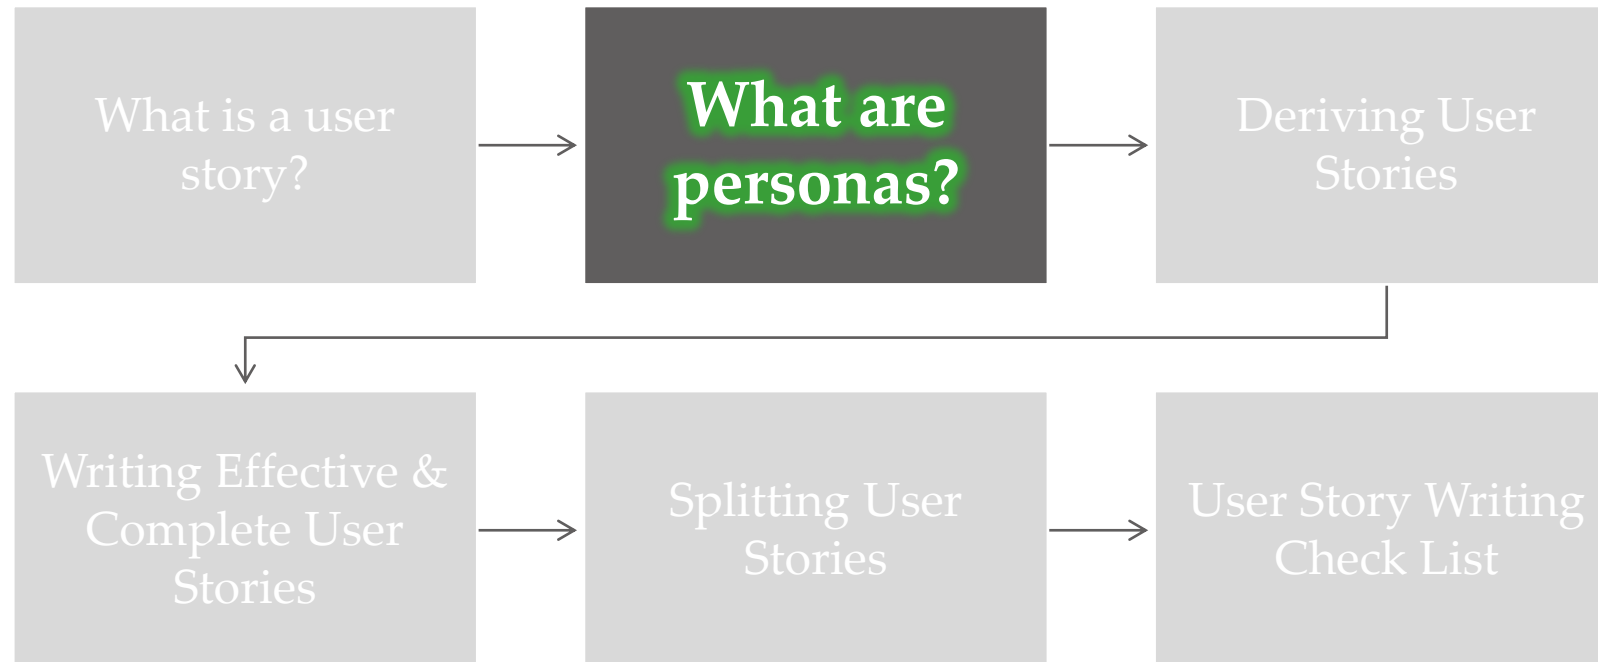 What is a user
story?
What are
personas?
Deriving User
Stories
Writing Effective &
Complete User
Stories
Splitting User
Stories
User Story Writing
Check List